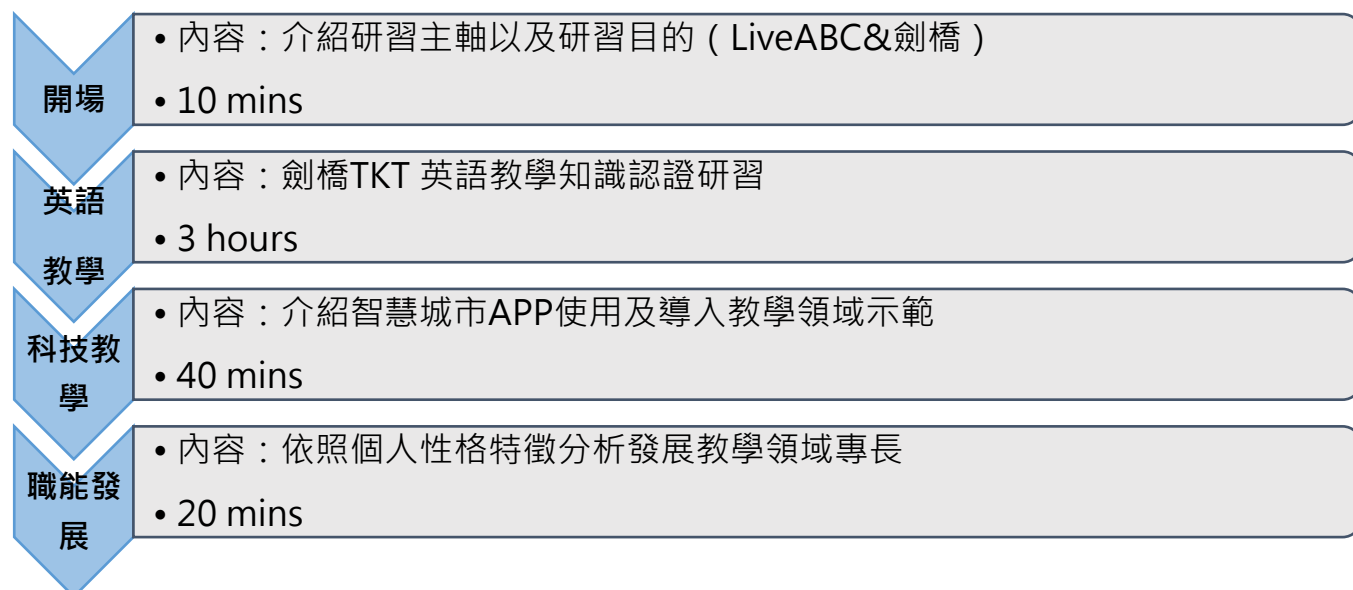 開場
• 內容：介紹研習主軸以及研習目的（LiveABC&劍橋）
• 10 mins
英語
教學
• 內容：劍橋TKT 英語教學知識認證研習
• 3 hours
科技教
學
• 內容：介紹智慧城市APP使用及導入教學領域示範
• 40 mins
職能發
展
• 內容：依照個人性格特徵分析發展教學領域專長
• 20 mins